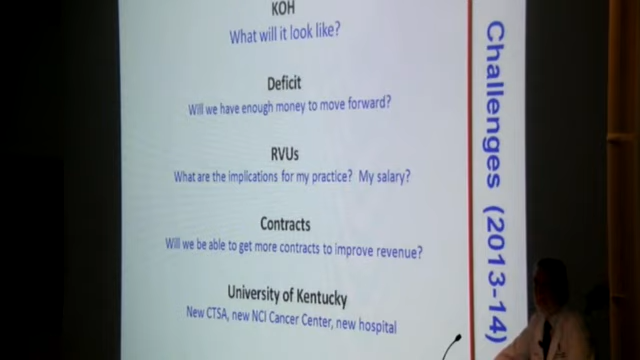 KOH
What will it look like?
Deficit
Will we have enough money to move forward?
RVUs
What are the implications for my practice? My salary?
Contracts
Will we be able to get more contracts to improve revenue?
University of Kentucky
New CTSA, new NCI Cancer Center, new hospital
Challenges (2013-14)